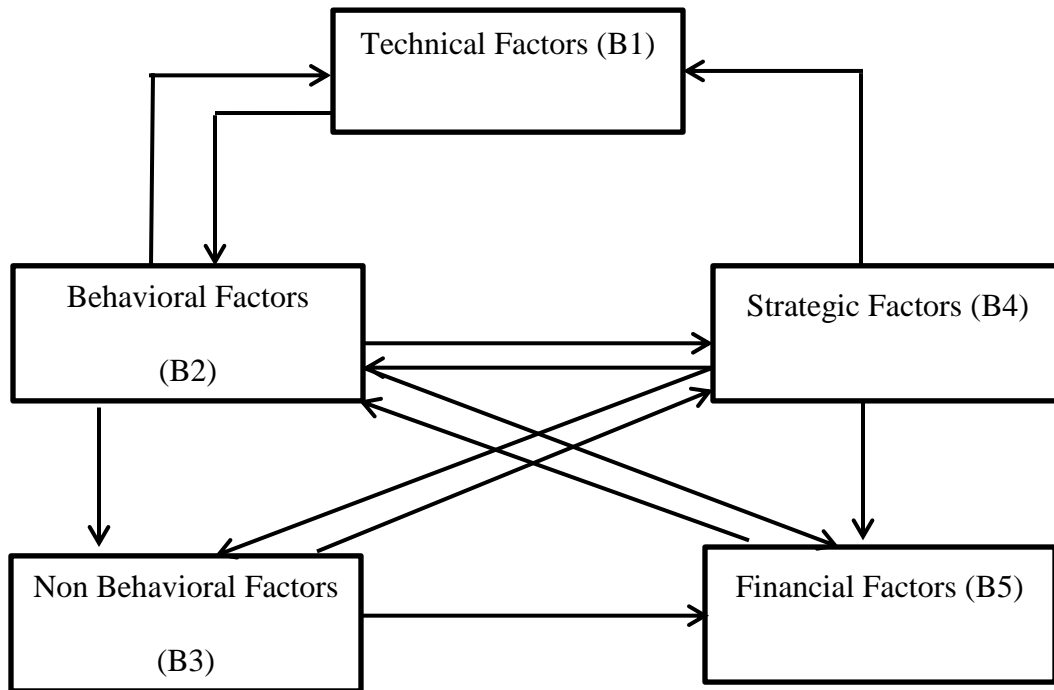 Technical Factors (B1)
Behavioral Factors
(B2)
Strategic Factors (B4)
Non Behavioral Factors
(B3)
Financial Factors (B5)